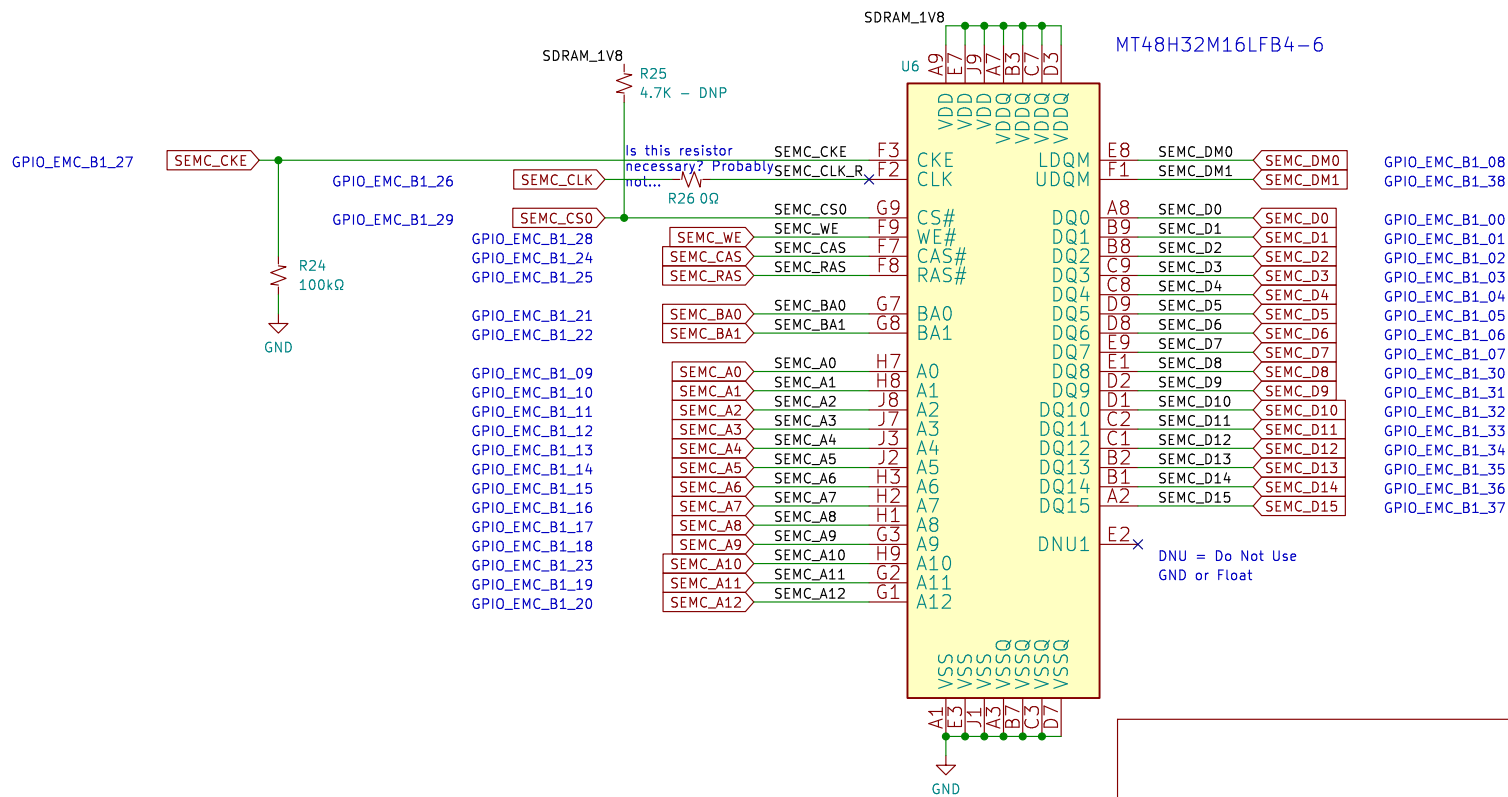 SDRAM_1V8
MT48H32M16LFB4-6
SDRAM_1V8
U6
A9
E7
J9
A7
B3
C7
D3
R25
4.7K - DNP
VDD
VDD
VDD
VDDQ
VDDQ
VDDQ
VDDQ
Is this resistor
necessary? Probably
not...
GPIO_EMC_B1_27
SEMC_CKE
SEMC_CKE
F3
CKE
LDQM
E8
SEMC_DM0
SEMC_DM0
GPIO_EMC_B1_08
GPIO_EMC_B1_26
SEMC_CLK
R26 0Ω
SEMC_CLK_R
F2
CLK
UDQM
F1
SEMC_DM1
SEMC_DM1
GPIO_EMC_B1_38
GPIO_EMC_B1_29
SEMC_CS0
SEMC_CS0
G9
CS#
DQ0
A8
SEMC_D0
SEMC_D0
GPIO_EMC_B1_00
GPIO_EMC_B1_28
SEMC_WE
SEMC_WE
F9
WE#
DQ1
B9
SEMC_D1
SEMC_D1
GPIO_EMC_B1_01
GPIO_EMC_B1_24
SEMC_CAS
SEMC_CAS
F7
CAS#
DQ2
B8
SEMC_D2
SEMC_D2
GPIO_EMC_B1_02
GPIO_EMC_B1_25
SEMC_RAS
SEMC_RAS
F8
RAS#
DQ3
C9
SEMC_D3
SEMC_D3
GPIO_EMC_B1_03
R24
100kΩ
GND
DQ4
C8
SEMC_D4
SEMC_D4
GPIO_EMC_B1_04
GPIO_EMC_B1_21
SEMC_BA0
SEMC_BA0
G7
BA0
DQ5
D9
SEMC_D5
SEMC_D5
GPIO_EMC_B1_05
GPIO_EMC_B1_22
SEMC_BA1
SEMC_BA1
G8
BA1
DQ6
D8
SEMC_D6
SEMC_D6
GPIO_EMC_B1_06
DQ7
E9
SEMC_D7
SEMC_D7
GPIO_EMC_B1_07
GPIO_EMC_B1_09
SEMC_A0
SEMC_A0
H7
A0
DQ8
E1
SEMC_D8
SEMC_D8
GPIO_EMC_B1_30
GPIO_EMC_B1_10
SEMC_A1
SEMC_A1
H8
A1
DQ9
D2
SEMC_D9
SEMC_D9
GPIO_EMC_B1_31
GPIO_EMC_B1_11
SEMC_A2
SEMC_A2
J8
A2
DQ10
D1
SEMC_D10
SEMC_D10
GPIO_EMC_B1_32
GPIO_EMC_B1_12
SEMC_A3
SEMC_A3
J7
A3
DQ11
C2
SEMC_D11
SEMC_D11
GPIO_EMC_B1_33
GPIO_EMC_B1_13
SEMC_A4
SEMC_A4
J3
A4
DQ12
C1
SEMC_D12
SEMC_D12
GPIO_EMC_B1_34
GPIO_EMC_B1_14
SEMC_A5
SEMC_A5
J2
A5
DQ13
B2
SEMC_D13
SEMC_D13
GPIO_EMC_B1_35
GPIO_EMC_B1_15
SEMC_A6
SEMC_A6
H3
A6
DQ14
B1
SEMC_D14
SEMC_D14
GPIO_EMC_B1_36
GPIO_EMC_B1_16
SEMC_A7
SEMC_A7
H2
A7
DQ15
A2
SEMC_D15
SEMC_D15
GPIO_EMC_B1_37
GPIO_EMC_B1_17
SEMC_A8
SEMC_A8
H1
A8
GPIO_EMC_B1_18
SEMC_A9
SEMC_A9
G3
A9
DNU1
E2
DNU = Do Not Use
GND or Float
GPIO_EMC_B1_23
SEMC_A10
SEMC_A10
H9
A10
GPIO_EMC_B1_19
SEMC_A11
SEMC_A11
G2
A11
GPIO_EMC_B1_20
SEMC_A12
SEMC_A12
G1
A12
VSS
VSS
VSS
VSSQ
VSSQ
VSSQ
VSSQ
A1
E3
J1
A3
B7
C3
D7
GND